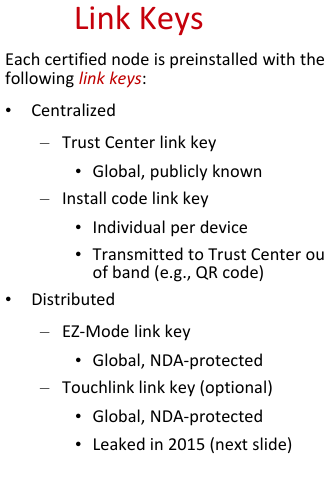 Link Keys
Each certified node is preinstalled with the
following link keys:
• Centralized
– Trust Center link key
• Global, publicly known
– Install code link key
• Individual per device
• Transmitted to Trust Center ou
of band (e.g., QR code)
• Distributed
– EZ-Mode link key
• Global, NDA-protected
– Touchlink link key (optional)
• Global, NDA-protected
• Leaked in 2015 (next slide)